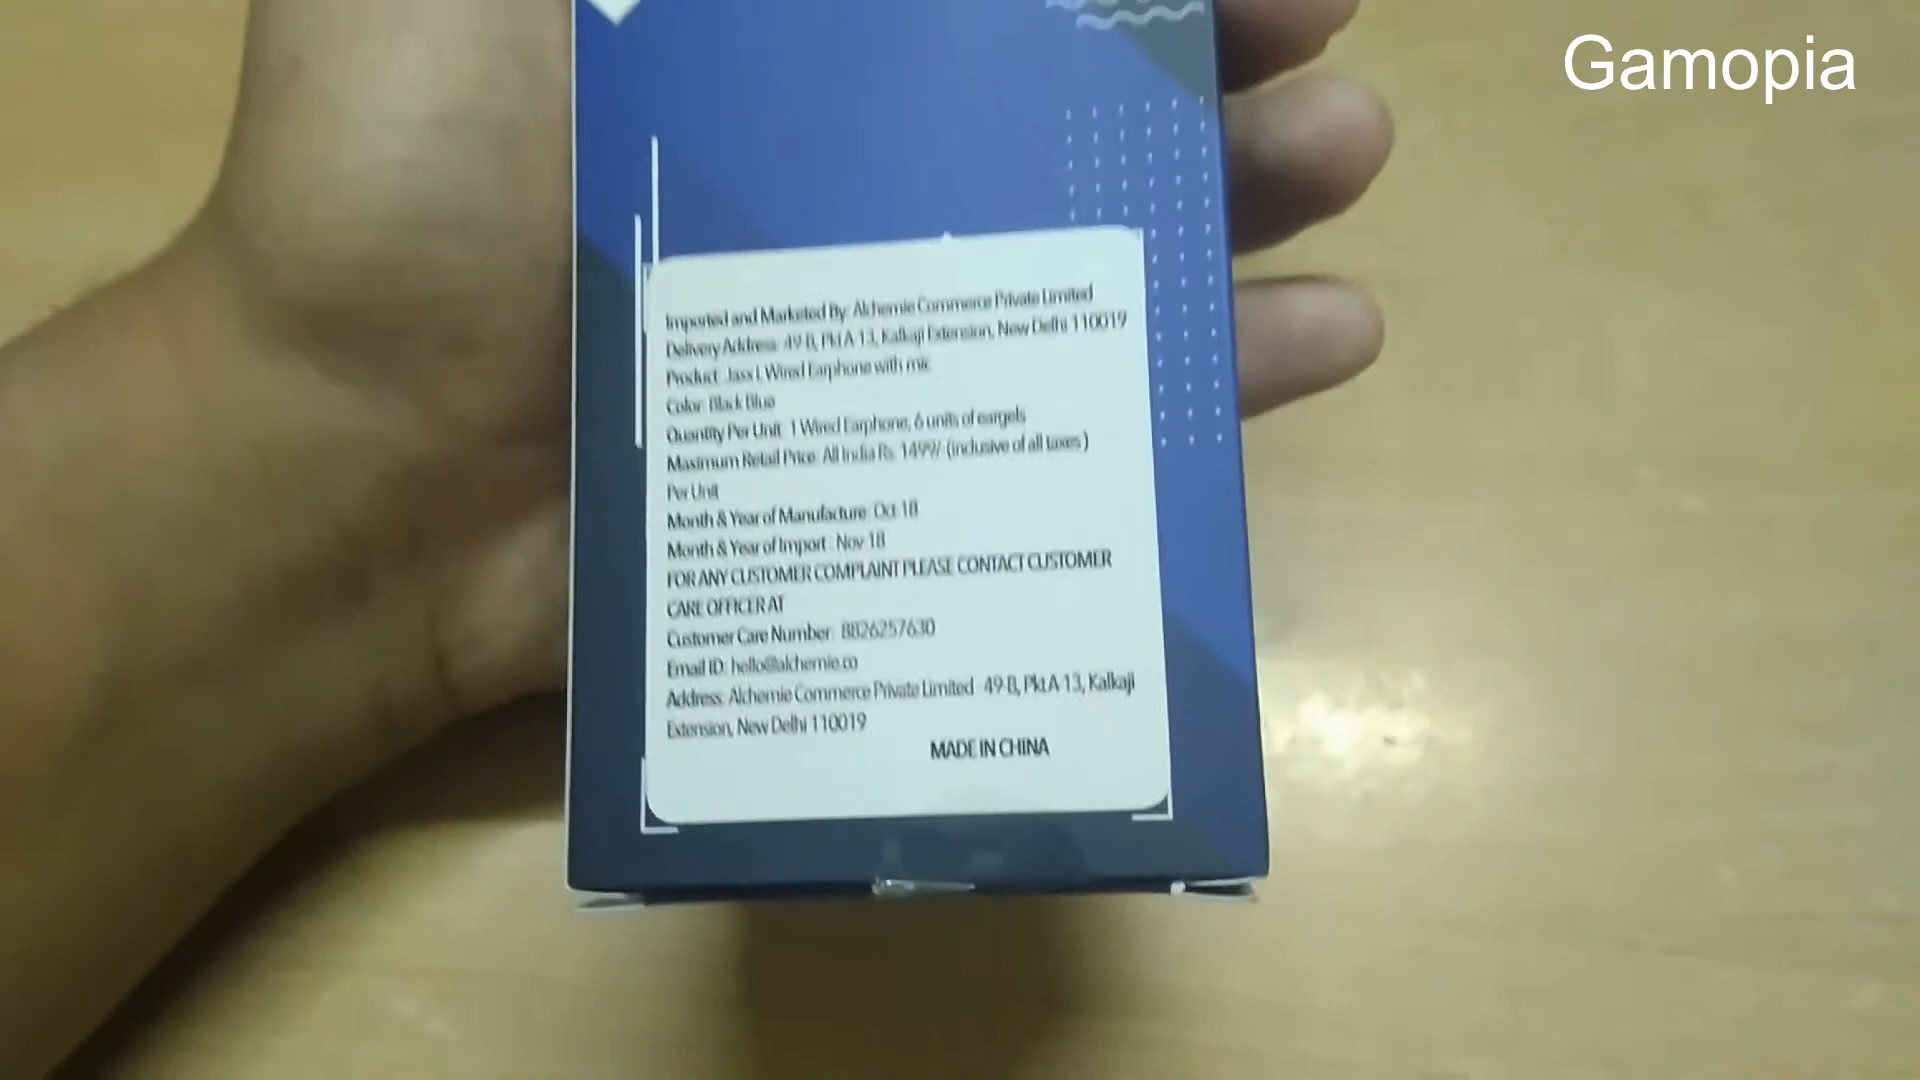 Gamopia
Imported and Marketed By: Alchemie Commerce Private Limited
Delivery Address: 49-B, Pkt.A-13, Kalkaji Extension, New Delhi 110019
Product: Wired Earphone with mic
Color: Black Blue
Quantity Per Unit: 1 Wired Earphone, 6 units of eargels
Maximum Retail Price: All India Rs. 1499/- (inclusive of all taxes )
Per Unit
Month & Year of Manufacture: Oct-18
Month & Year of Import : Nov-18
FOR ANY CUSTOMER COMPLAINT PLEASE CONTACT CUSTOMER
CARE OFFICER AT
Customer Care Number: 8826257630
Email ID: hello@alchemie.co
Address: Alchemie Commerce Private Limited 49-B, Pkt.A-13, Kalkaji
Extension, New Delhi 110019
MADE IN CHINA